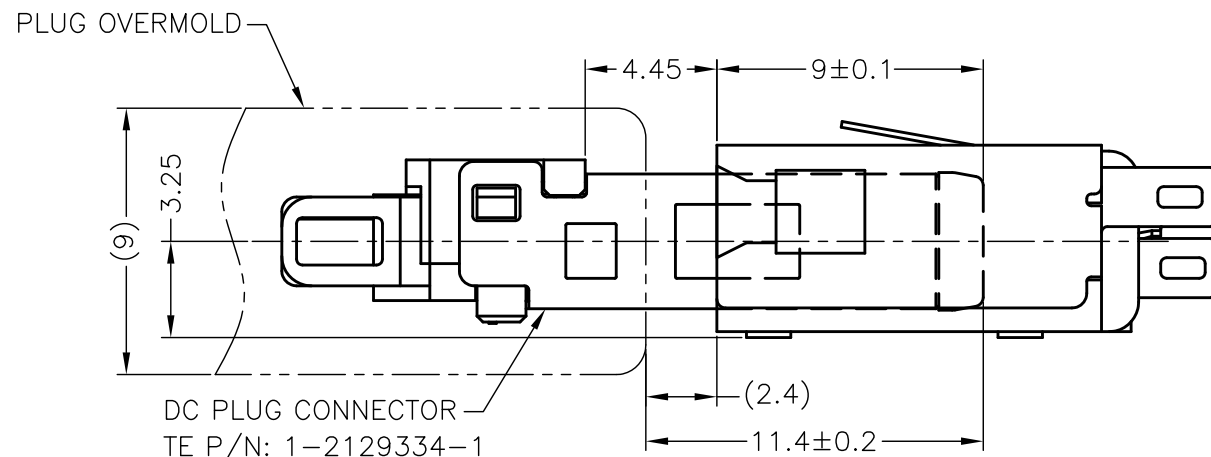 PLUG OVERMOLD
4.45
9±0.1
3.25
(9)
(2.4)
DC PLUG CONNECTOR
TE P/N: 1-2129334-1
11.4±0.2